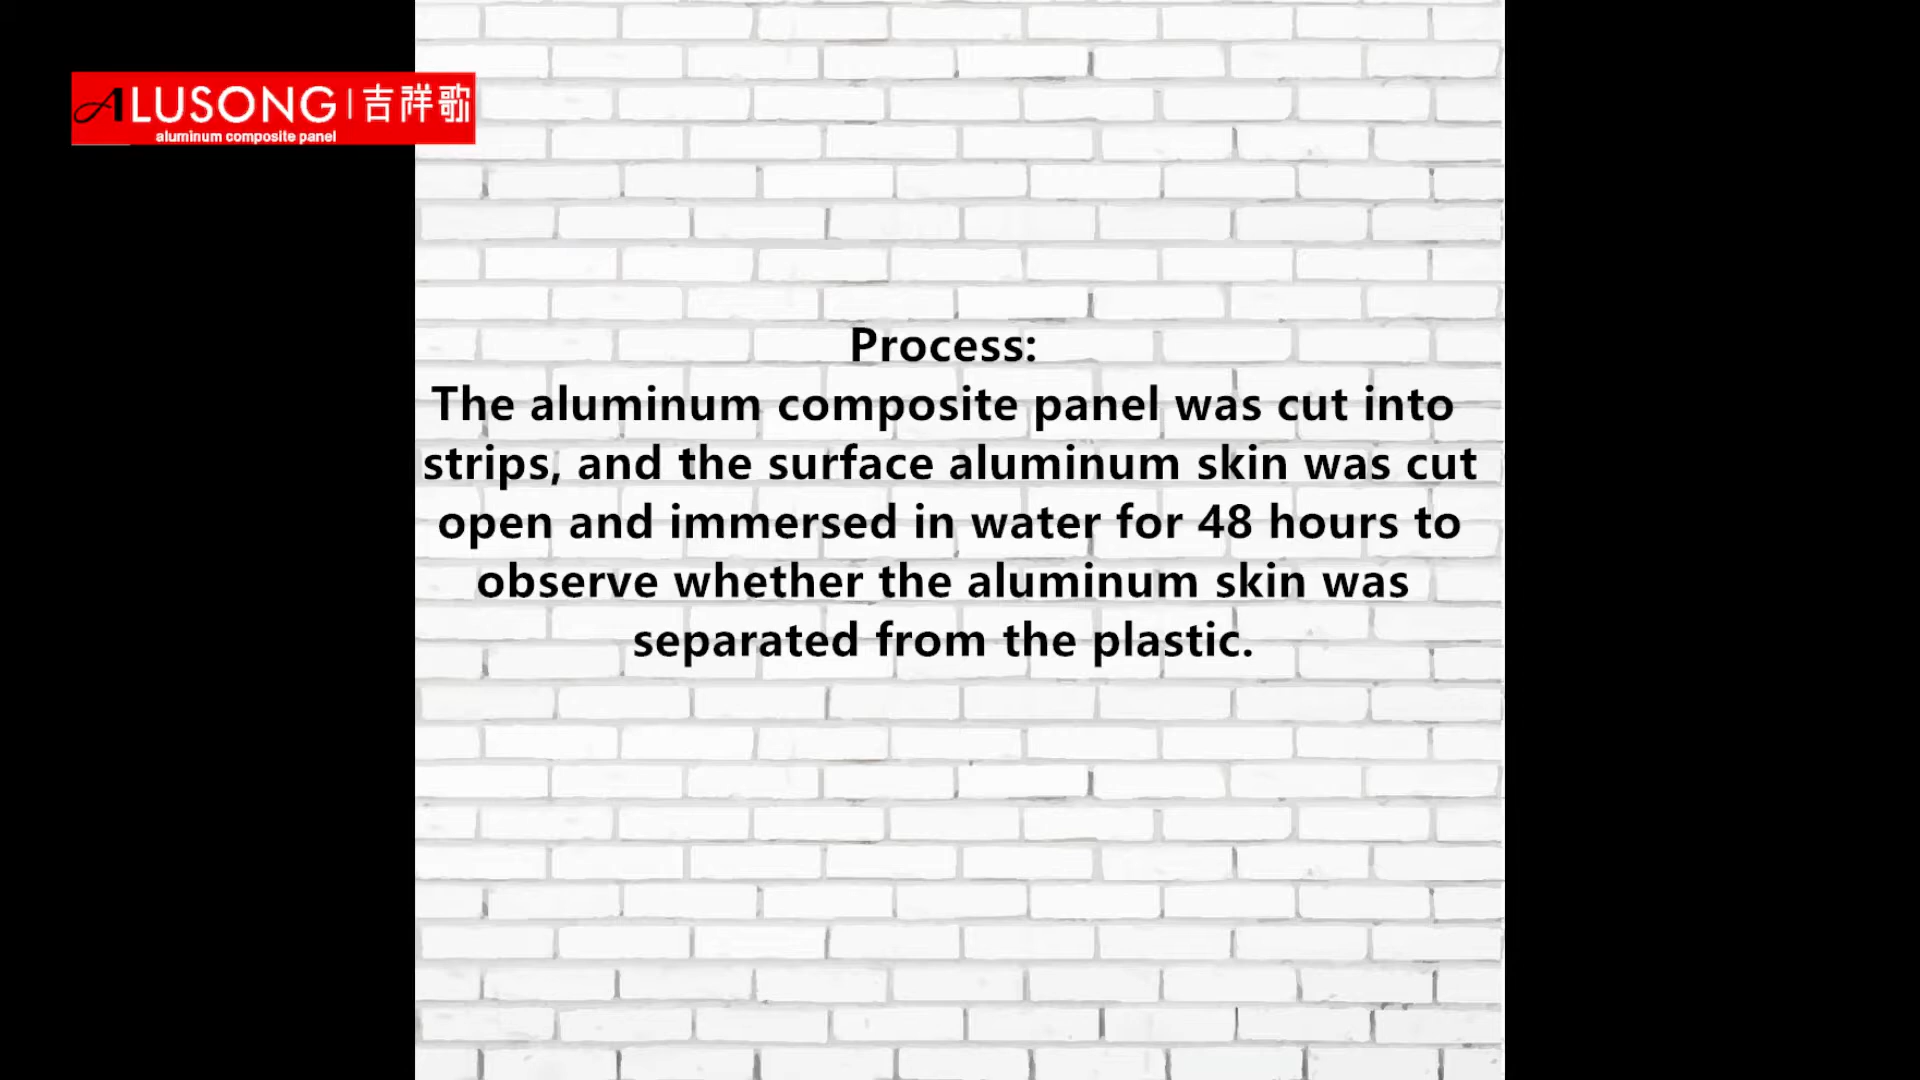 ALUSONG | 吉祥歌
aluminum composite panel
Process:
The aluminum composite panel was cut into
strips, and the surface aluminum skin was cut
open and immersed in water for 48 hours to
observe whether the aluminum skin was
separated from the plastic.